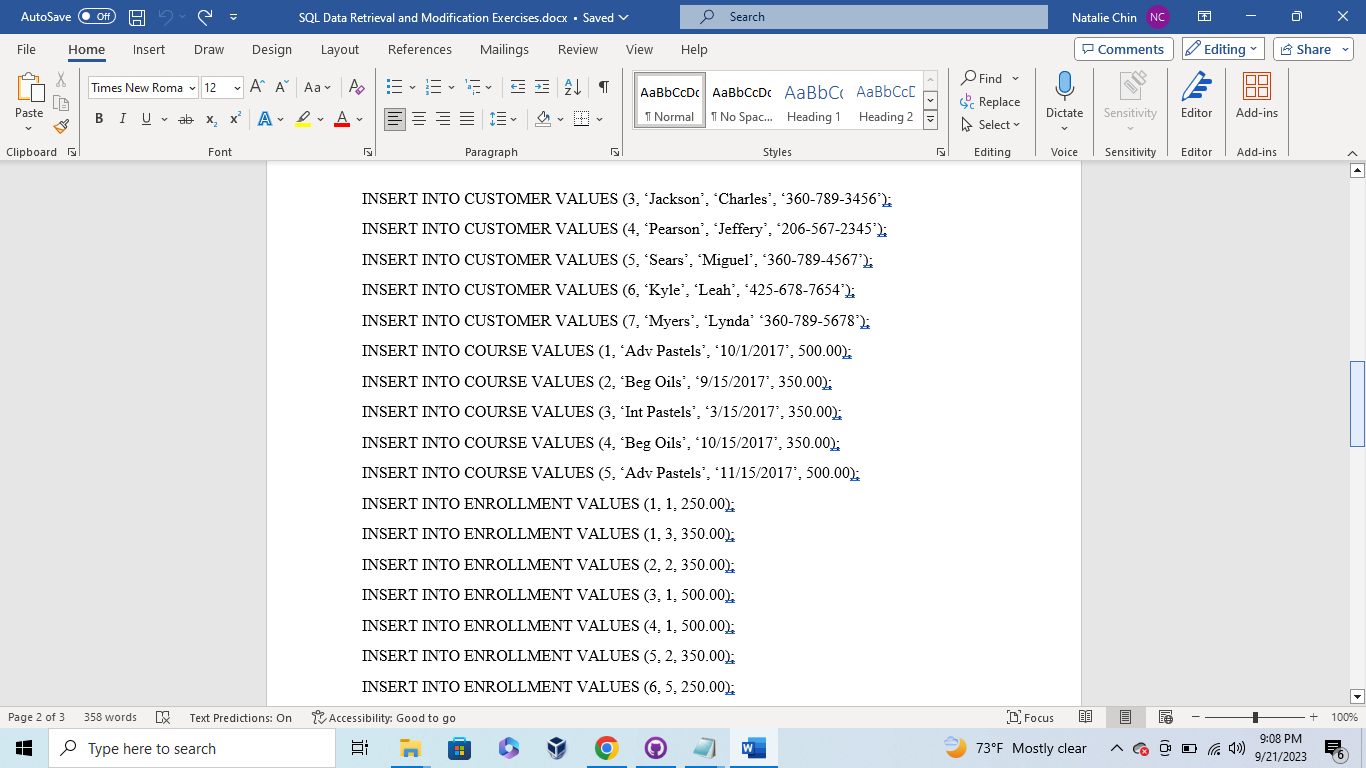 AutoSave Off SQL Data Retrieval and Modification Exercises.docx • Saved Search Natalie Chin NC
File Home Insert Draw Design Layout References Mailings Review View Help Comments Editing Share
Paste Times New Roma 12 A A Aa A
B I U ab x₂ x² A A
AaBbCcDc AaBbCcDc AaBbCc AaBbCcC
¶ Normal ¶ No Spac... Heading 1 Heading 2
Find
Replace
Select
Dictate Sensitivity Editor Add-ins
Clipboard Font Paragraph Styles Editing Voice Sensitivity Editor Add-ins
INSERT INTO CUSTOMER VALUES (3, ‘Jackson’, ‘Charles’, ‘360-789-3456’);
INSERT INTO CUSTOMER VALUES (4, ‘Pearson’, ‘Jeffery’, ‘206-567-2345’);
INSERT INTO CUSTOMER VALUES (5, ‘Sears’, ‘Miguel’, ‘360-789-4567’);
INSERT INTO CUSTOMER VALUES (6, ‘Kyle’, ‘Leah’, ‘425-678-7654’);
INSERT INTO CUSTOMER VALUES (7, ‘Myers’, ‘Lynda’ ‘360-789-5678’);
INSERT INTO COURSE VALUES (1, ‘Adv Pastels’, ‘10/1/2017’, 500.00);
INSERT INTO COURSE VALUES (2, ‘Beg Oils’, ‘9/15/2017’, 350.00);
INSERT INTO COURSE VALUES (3, ‘Int Pastels’, ‘3/15/2017’, 350.00);
INSERT INTO COURSE VALUES (4, ‘Beg Oils’, ‘10/15/2017’, 350.00);
INSERT INTO COURSE VALUES (5, ‘Adv Pastels’, ‘11/15/2017’, 500.00);
INSERT INTO ENROLLMENT VALUES (1, 1, 250.00);
INSERT INTO ENROLLMENT VALUES (1, 3, 350.00);
INSERT INTO ENROLLMENT VALUES (2, 2, 350.00);
INSERT INTO ENROLLMENT VALUES (3, 1, 500.00);
INSERT INTO ENROLLMENT VALUES (4, 1, 500.00);
INSERT INTO ENROLLMENT VALUES (5, 2, 350.00);
INSERT INTO ENROLLMENT VALUES (6, 5, 250.00);
Page 2 of 3 358 words Text Predictions: On Accessibility: Good to go Focus 100%
Type here to search 73°F Mostly clear 9:08 PM
9/21/2023 6